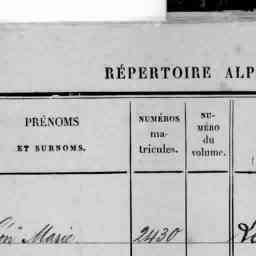 RÉPERTOIRE ALP
PRÉNOMS
ET SURNOMS.
NUMÉROS
ma-
tricules.
NU-
MÉRO
du
volume.
Marie
2430